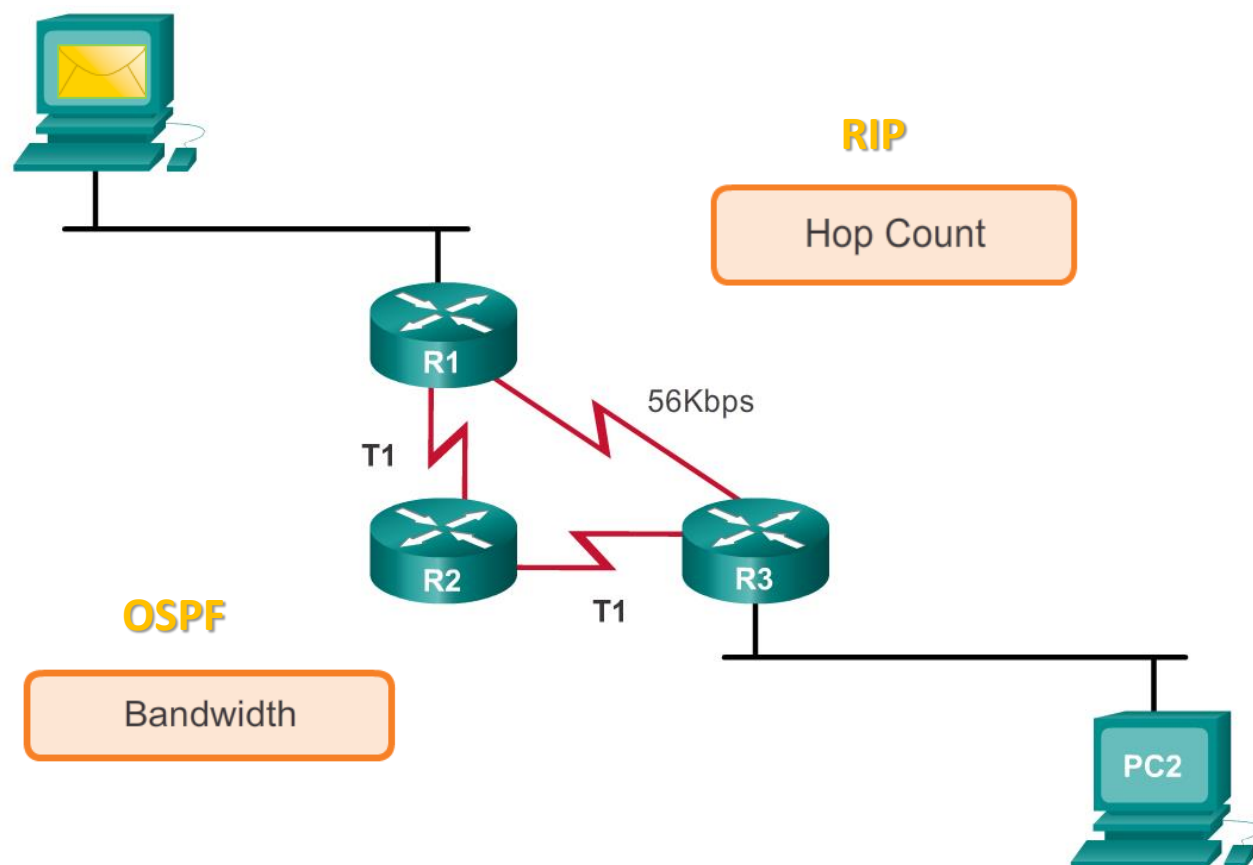 RIP
Hop Count
R1
56Kbps
T1
R2
R3
T1
OSPF
Bandwidth
PC2